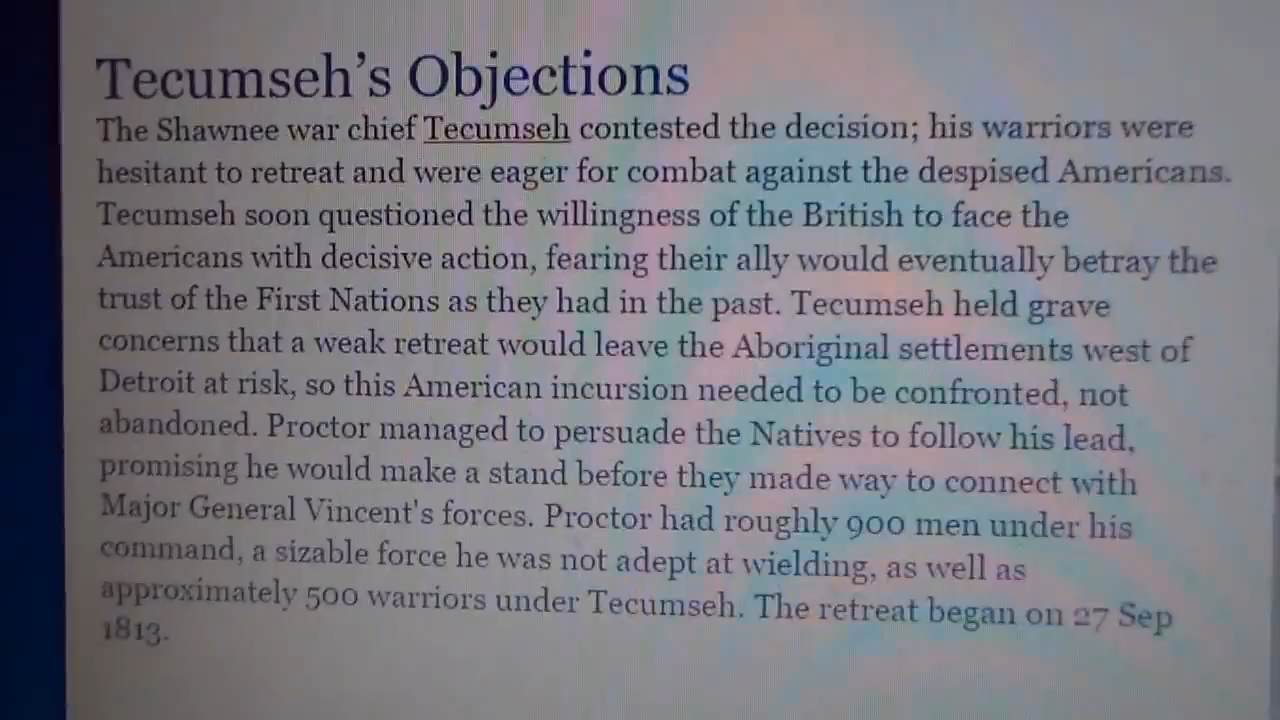 Tecumseh’s Objections
The Shawnee war chief Tecumseh contested the decision; his warriors were
hesitant to retreat and were eager for combat against the despised Americans.
Tecumseh soon questioned the willingness of the British to face the
Americans with decisive action, fearing their ally would eventually betray the
trust of the First Nations as they had in the past. Tecumseh held grave
concerns that a weak retreat would leave the Aboriginal settlements west of
Detroit at risk, so this American incursion needed to be confronted, not
abandoned. Proctor managed to persuade the Natives to follow his lead,
promising he would make a stand before they made way to connect with
Major General Vincent's forces. Proctor had roughly 900 men under his
command, a sizable force he was not adept at wielding, as well as
approximately 500 warriors under Tecumseh. The retreat began on 27 Sep
1813.